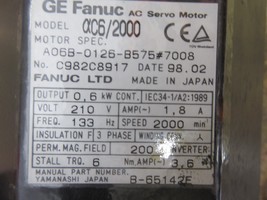 GE Fanuc AC Servo Motor
MODEL αC6/2000
MOTOR SPEC.
A06B-0126-B575#7008
No. C982C8917 DATE 98.02
FANUC LTD MADE IN JAPAN
OUTPUT 0,6 kW CONT. IEC34-1/A2:1989
VOLT 210 V AMP(~) 1,8 A
FREQ. 133 Hz SPEED 2000 min
INSULATION F 3 PHASE WINDING
PERM. MAG. FIELD 200 INVERTER
STALL TRQ. 6 Nm. AMP(~) 3,6
MANUAL PART NUMBER.
YAMANASHI JAPAN B-65142E